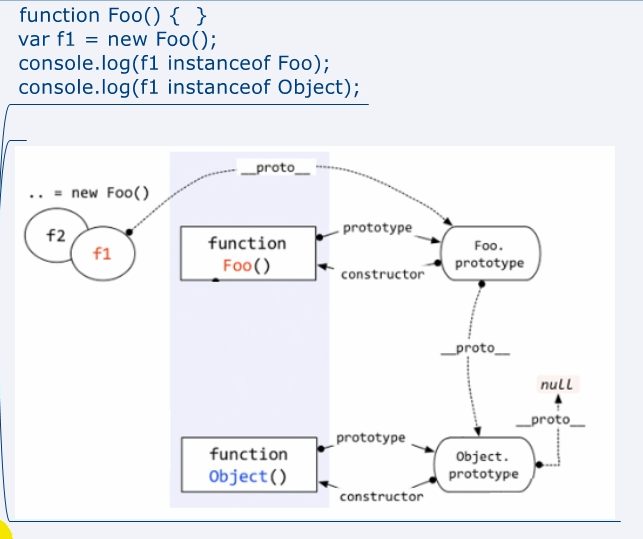 function Foo() {  }
var f1 = new Foo();
console.log(f1 instanceof Foo);
console.log(f1 instanceof Object);
__proto__
.. = new Foo()
f2
f1
function
Foo()
prototype
constructor
Foo.
prototype
__proto__
null
__proto__
function
Object()
prototype
constructor
Object.
prototype